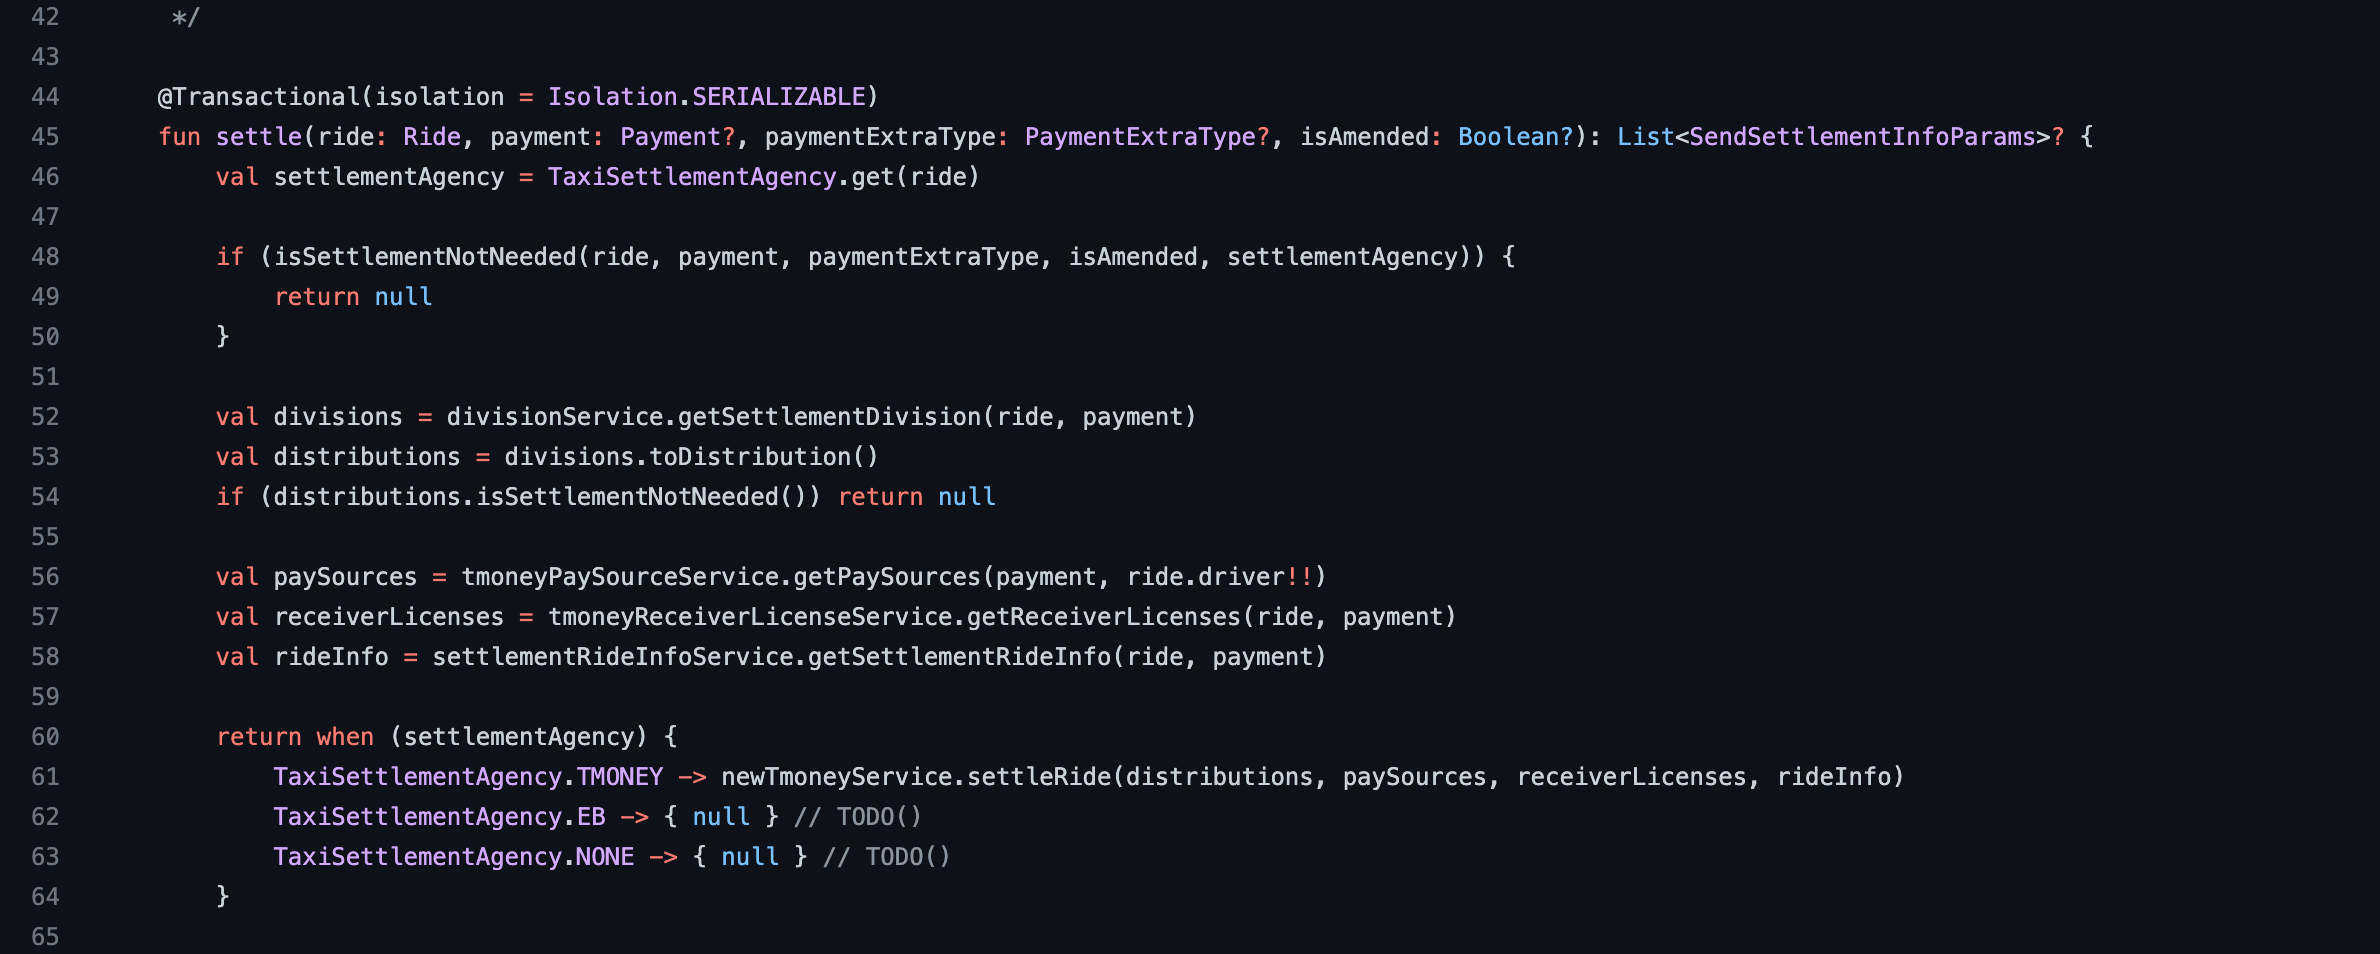 42 */
43
44 @Transactional(isolation = Isolation.SERIALIZABLE)
45 fun settle(ride: Ride, payment: Payment?, paymentExtraType: PaymentExtraType?, isAmended: Boolean?): List<SendSettlementInfoParams>? {
46 val settlementAgency = TaxiSettlementAgency.get(ride)
47
48 if (isSettlementNotNeeded(ride, payment, paymentExtraType, isAmended, settlementAgency)) {
49 return null
50 }
51
52 val divisions = divisionService.getSettlementDivision(ride, payment)
53 val distributions = divisions.toDistribution()
54 if (distributions.isSettlementNotNeeded()) return null
55
56 val paySources = tmoneyPaySourceService.getPaySources(payment, ride.driver!!)
57 val receiverLicenses = tmoneyReceiverLicenseService.getReceiverLicenses(ride, payment)
58 val rideInfo = settlementRideInfoService.getSettlementRideInfo(ride, payment)
59
60 return when (settlementAgency) {
61 TaxiSettlementAgency.TMONEY -> newTmoneyService.settleRide(distributions, paySources, receiverLicenses, rideInfo)
62 TaxiSettlementAgency.EB -> { null } // TODO()
63 TaxiSettlementAgency.NONE -> { null } // TODO()
64 }
65